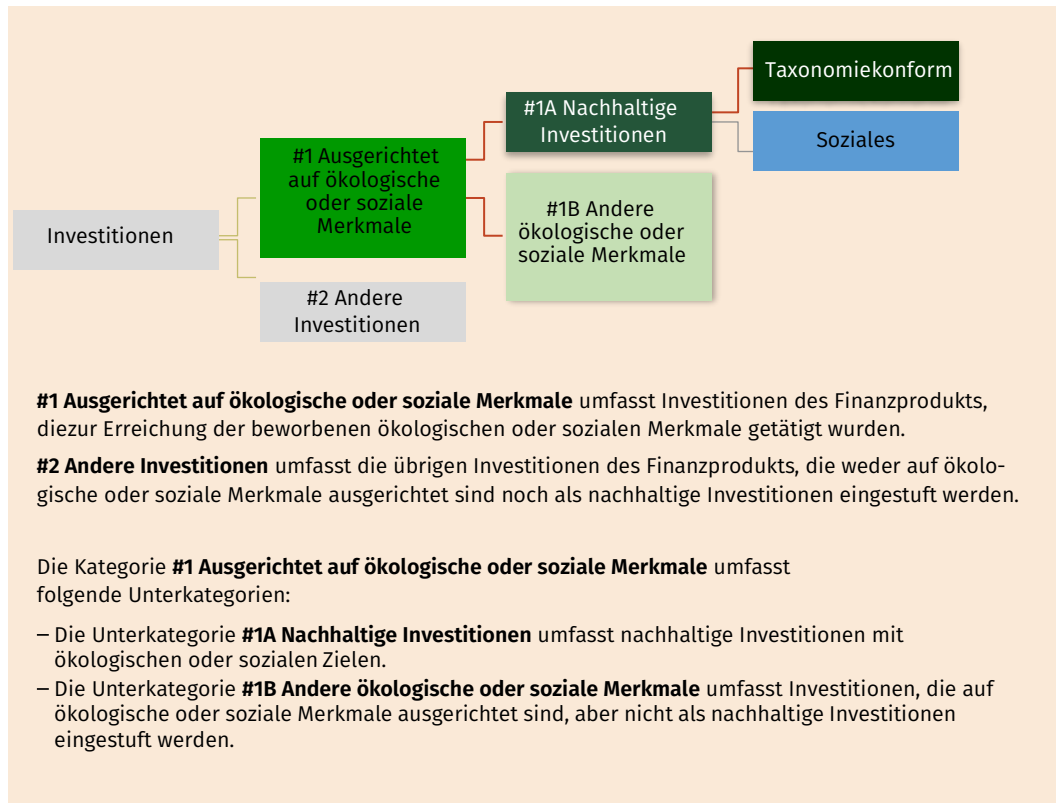 Taxonomiekonform
#1A Nachhaltige
Investitionen
Soziales
#1 Ausgerichtet
auf ökologische
oder soziale
Merkmale
#1B Andere
ökologische oder
soziale Merkmale
Investitionen
#2 Andere
Investitionen
#1 Ausgerichtet auf ökologische oder soziale Merkmale umfasst Investitionen des Finanzprodukts,
diezur Erreichung der beworbenen ökologischen oder sozialen Merkmale getätigt wurden.
#2 Andere Investitionen umfasst die übrigen Investitionen des Finanzprodukts, die weder auf ökolo-
gische oder soziale Merkmale ausgerichtet sind noch als nachhaltige Investitionen eingestuft werden.
Die Kategorie #1 Ausgerichtet auf ökologische oder soziale Merkmale umfasst
folgende Unterkategorien:
– Die Unterkategorie #1A Nachhaltige Investitionen umfasst nachhaltige Investitionen mit
ökologischen oder sozialen Zielen.
– Die Unterkategorie #1B Andere ökologische oder soziale Merkmale umfasst Investitionen, die auf
ökologische oder soziale Merkmale ausgerichtet sind, aber nicht als nachhaltige Investitionen
eingestuft werden.